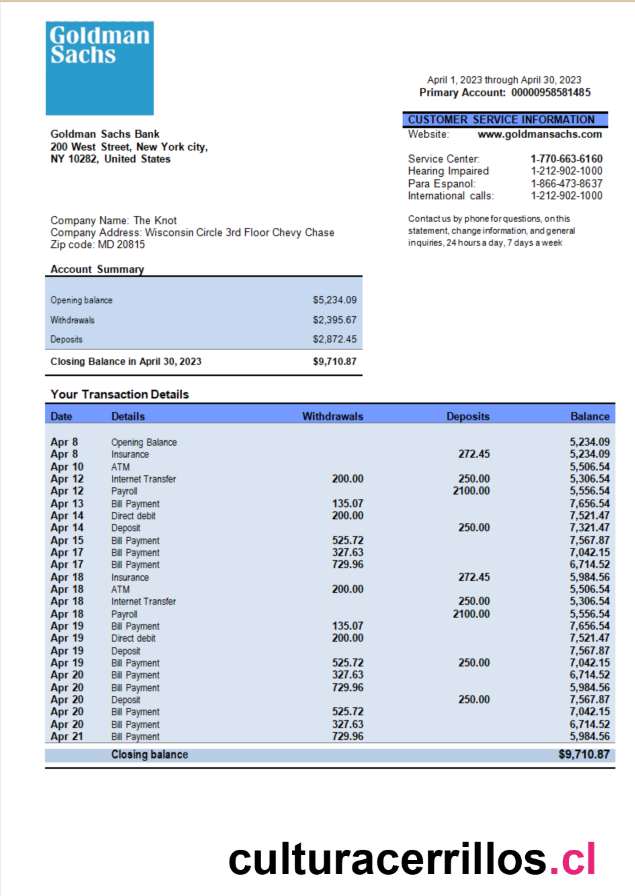 Goldman
Sachs
April 1, 2023 through April 30, 2023
Primary Account: 00000958581485
CUSTOMER SERVICE INFORMATION
Website: www.goldmansachs.com
Service Center: 1-770-663-6160
Hearing Impaired 1-212-902-1000
Para Espanol: 1-866-473-8637
International calls: 1-212-902-1000
Contact us by phone for questions, on this
statement, change information, and general
inquiries, 24 hours a day, 7 days a week
Goldman Sachs Bank
200 West Street, New York city,
NY 10282, United States
Company Name: The Knot
Company Address: Wisconsin Circle 3rd Floor Chevy Chase
Zip code: MD 20815
Account Summary
Opening balance $5,234.09
Withdrawals $2,395.67
Deposits $2,872.45
Closing Balance in April 30, 2023 $9,710.87
Your Transaction Details
Date Details Withdrawals Deposits Balance
Apr 8 Opening Balance 5,234.09
Apr 8 Insurance 272.45 5,234.09
Apr 10 ATM 5,506.54
Apr 12 Internet Transfer 200.00 250.00 5,306.54
Apr 12 Payroll 2100.00 5,556.54
Apr 13 Bill Payment 135.07 7,656.54
Apr 14 Direct debit 200.00 7,521.47
Apr 14 Deposit 250.00 7,321.47
Apr 15 Bill Payment 525.72 7,567.87
Apr 17 Bill Payment 327.63 7,042.15
Apr 17 Bill Payment 729.96 6,714.52
Apr 18 Insurance 272.45 5,984.56
Apr 18 ATM 200.00 5,506.54
Apr 18 Internet Transfer 250.00 5,306.54
Apr 18 Payroll 2100.00 5,556.54
Apr 19 Bill Payment 135.07 7,656.54
Apr 19 Direct debit 200.00 7,521.47
Apr 19 Deposit 7,567.87
Apr 19 Bill Payment 525.72 250.00 7,042.15
Apr 20 Bill Payment 327.63 6,714.52
Apr 20 Bill Payment 729.96 5,984.56
Apr 20 Deposit 250.00 7,567.87
Apr 20 Bill Payment 525.72 7,042.15
Apr 20 Bill Payment 327.63 6,714.52
Apr 21 Bill Payment 729.96 5,984.56
Closing balance $9,710.87
culturacerrillos.cl